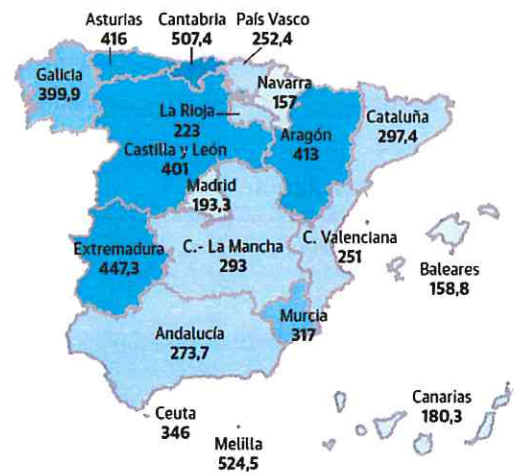 Asturias
416
Cantabria
507,4
País Vasco
252,4
Galicia
399,9
Navarra
157
La Rioja
223
Aragón
413
Cataluña
297,4
Castilla y León
401
Madrid
193,3
Extremadura
447,3
C.- La Mancha
293
C. Valenciana
251
Baleares
158,8
Murcia
317
Andalucía
273,7
Canarias
180,3
Ceuta
346
Melilla
524,5